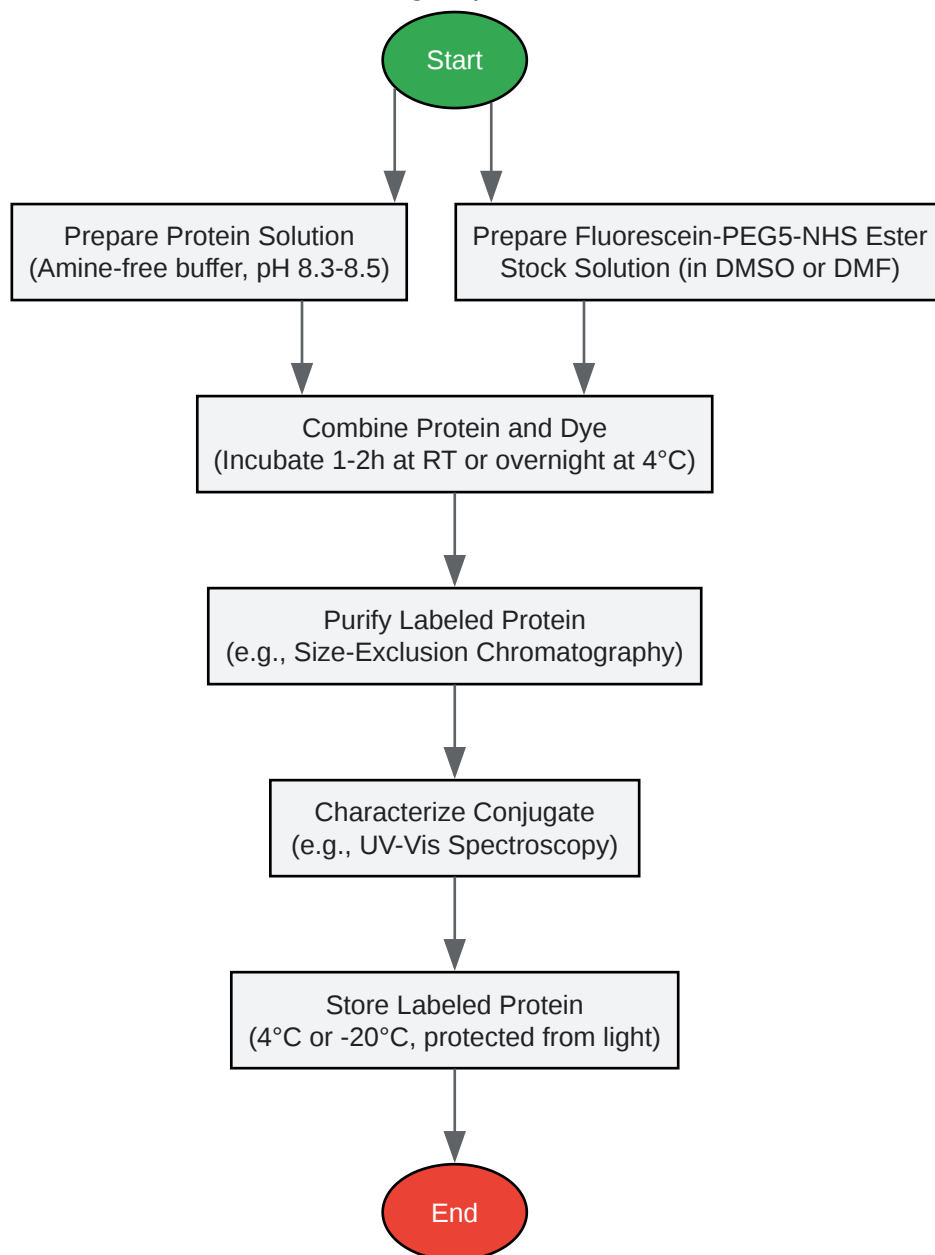 Start
Prepare Protein Solution
(Amine-free buffer, pH 8.3-8.5)
Prepare Fluorescein-PEG5-NHS Ester
Stock Solution (in DMSO or DMF)
Combine Protein and Dye
(Incubate 1-2h at RT or overnight at 4°C)
Purify Labeled Protein
(e.g., Size-Exclusion Chromatography)
Characterize Conjugate
(e.g., UV-Vis Spectroscopy)
Store Labeled Protein
(4°C or -20°C, protected from light)
End